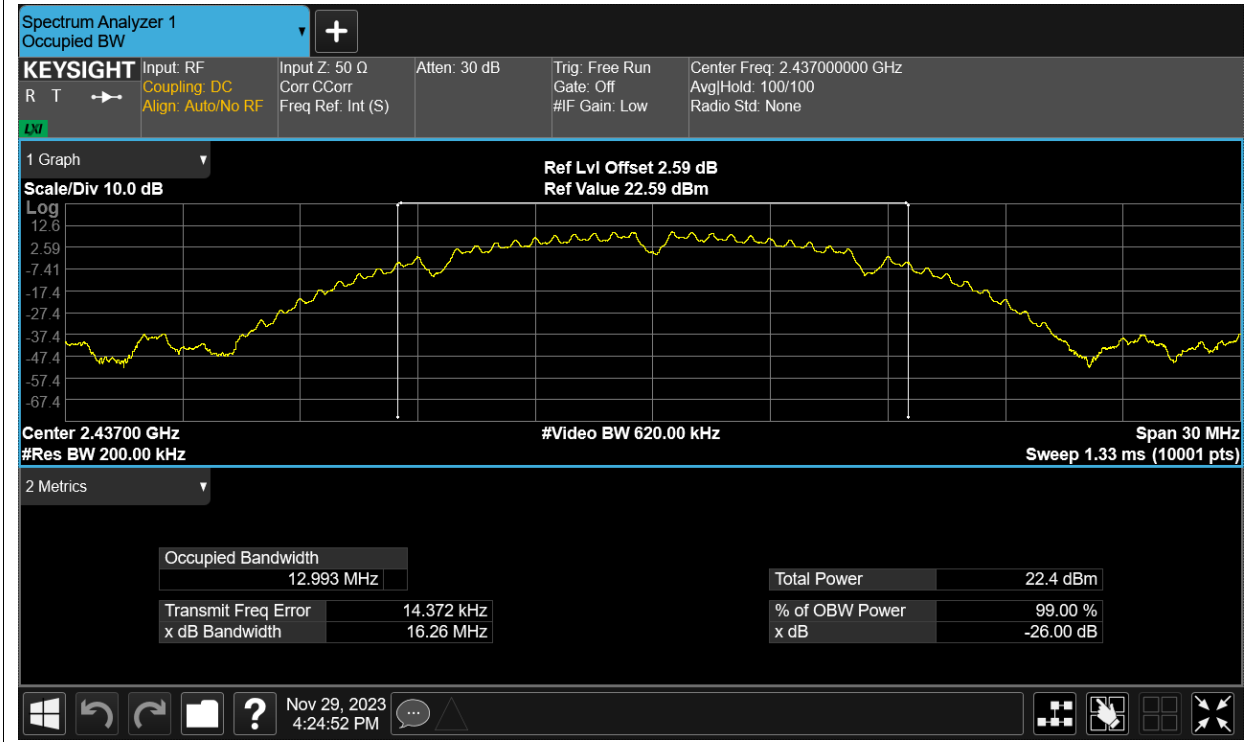 Spectrum Analyzer 1
Occupied BW
KEYSIGHT
R T
LXI
Input: RF
Coupling: DC
Align: Auto/No RF
Input Z: 50 Ω
Corr CCorr
Freq Ref: Int (S)
Atten: 30 dB
Trig: Free Run
Gate: Off
#IF Gain: Low
Center Freq: 2.437000000 GHz
Avg|Hold: 100/100
Radio Std: None
1 Graph
Scale/Div 10.0 dB
Ref Lvl Offset 2.59 dB
Ref Value 22.59 dBm
Log
12.6
2.59
-7.41
-17.4
-27.4
-37.4
-47.4
-57.4
-67.4
Center 2.43700 GHz
#Video BW 620.00 kHz
Span 30 MHz
#Res BW 200.00 kHz
Sweep 1.33 ms (10001 pts)
2 Metrics
Occupied Bandwidth
12.993 MHz
Total Power 22.4 dBm
Transmit Freq Error 14.372 kHz
% of OBW Power 99.00 %
x dB Bandwidth 16.26 MHz
x dB -26.00 dB
?
Nov 29, 2023
4:24:52 PM